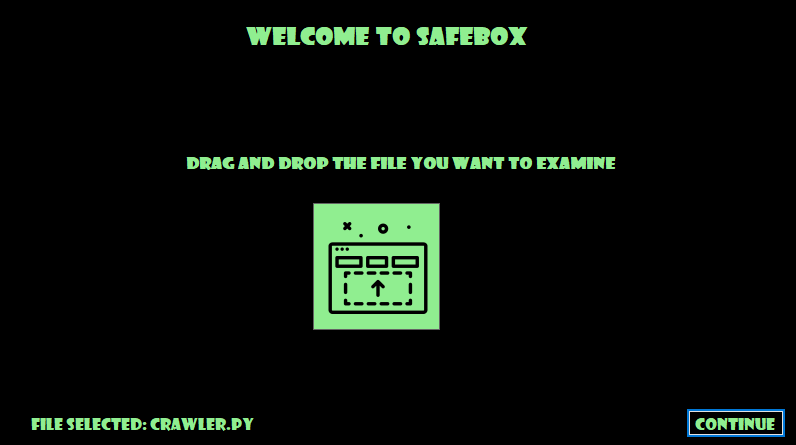 WELCOME TO SAFEBOX
DRAG AND DROP THE FILE YOU WANT TO EXAMINE
FILE SELECTED: CRAWLER.PY
CONTINUE